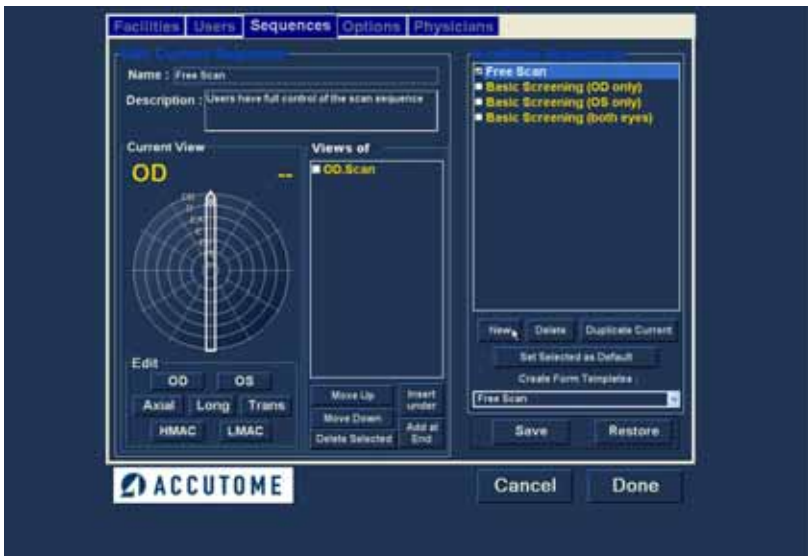 Facilities Users Sequences Options Physicians
Name : Free Scan
Description : Users have full control of the scan sequence
Current View
OD --
Edit
OD OS
Axial Long Trans
HMAC LMAC
Views of
OD.Scan
Move Up Insert under
Move Down Add at End
Delete Selected
Free Scan
Basic Screening (OD only)
Basic Screening (OS only)
Basic Screening (both eyes)
New Delete Duplicate Current
Set Selected as Default
Create Form Templates :
Free Scan
Save Restore
ACCUTOME
Cancel Done